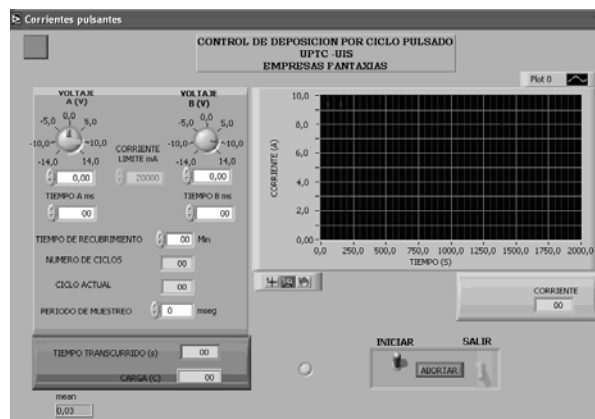 Corrientes pulsantes
CONTROL DE DEPOSICION POR CICLO PULSADO
UPTC -UIS
EMPRESAS FANTAXIAS
Plot 0
VOLTAJE
A (V)
VOLTAJE
B (V)
-5,0 0,0 5,0
-10,0 10,0
-14,0 14,0
-5,0 0,0 5,0
-10,0 10,0
-14,0 14,0
CORRIENTE
LIMITE mA
0,00
20000
0,00
TIEMPO A ms
TIEMPO B ms
00
00
TIEMPO DE RECUBRIMIENTO 00 Min
NUMERO DE CICLOS 00
CICLO ACTUAL 00
PERIODO DE MUESTREO 0 mseg
TIEMPO TRANSCURRIDO (s) 00
CARGA (C) 00
mean
0,03
CORRIENTE (A)
10,0
8,0
6,0
4,0
2,0
0,00
0,0 250,0 500,0 750,0 1000,0 1250,0 1500,0 1750,0 2000,0
TIEMPO (S)
CORRIENTE
00
INICIAR
SALIR
ABORTAR